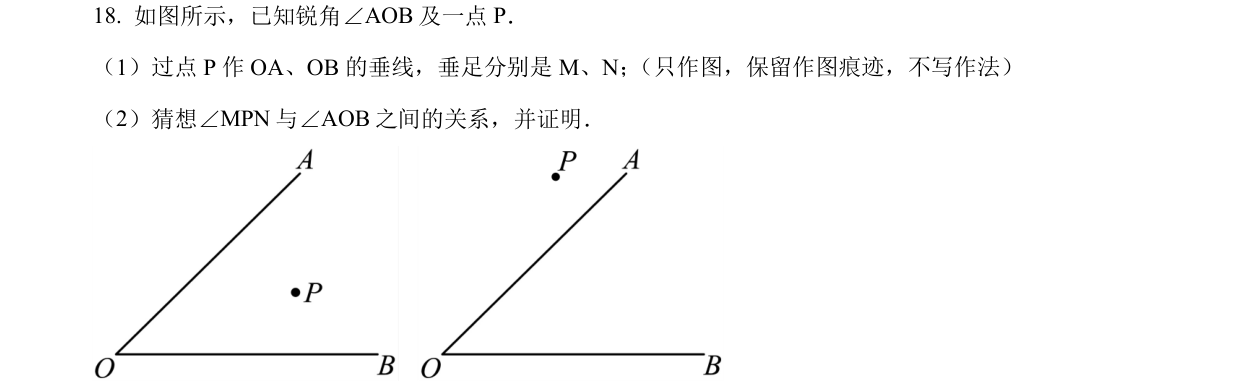 18. 如图所示，已知锐角∠AOB 及一点 P．
（1）过点 P 作 OA、OB 的垂线，垂足分别是 M、N；（只作图，保留作图痕迹，不写作法）
（2）猜想∠MPN 与∠AOB 之间的关系，并证明．
A
P
O
B
P
A
O
B